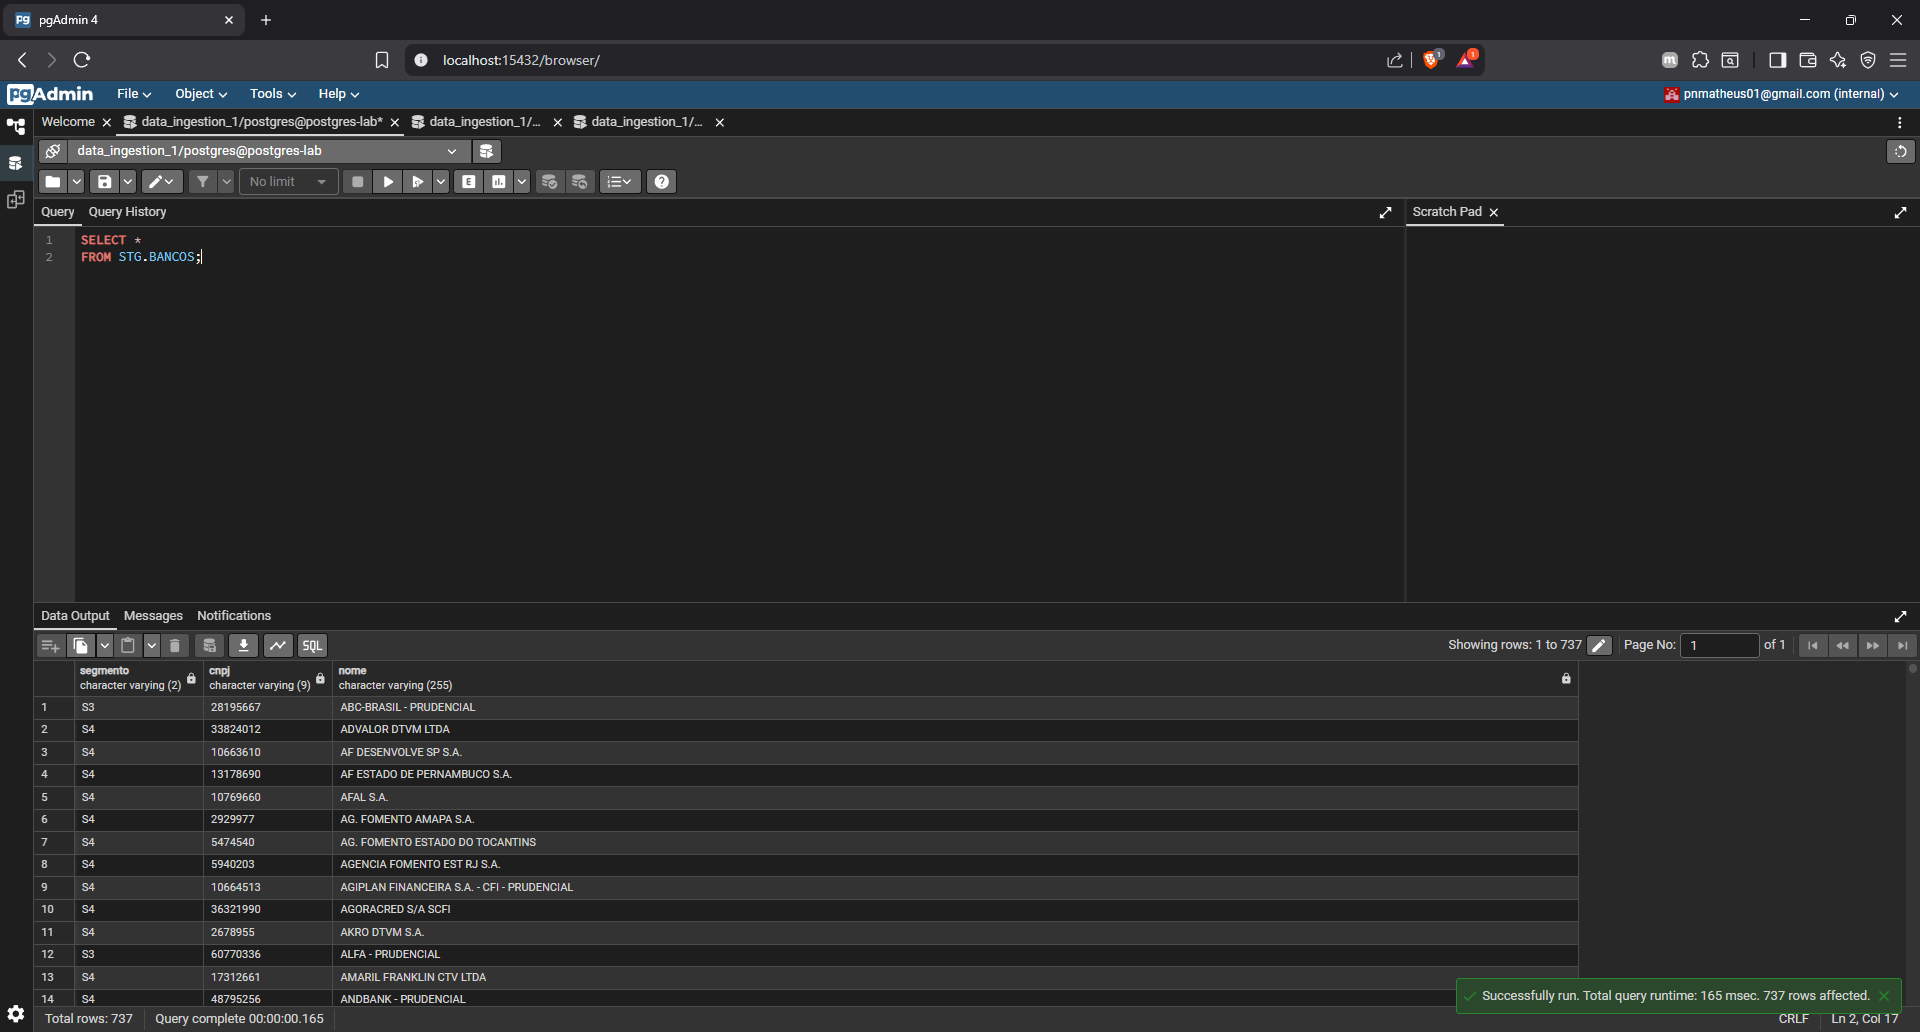 pgAdmin 4
localhost:15432/browser/
1
1
pgAdmin File Object Tools Help pnmatheus01@gmail.com (internal)
Welcome data_ingestion_1/postgres@postgres-lab* data_ingestion_1/... data_ingestion_1/...
data_ingestion_1/postgres@postgres-lab
No limit E
Query Query History Scratch Pad
1 SELECT *
2 FROM STG.BANCOS;
Data Output Messages Notifications
SQL Showing rows: 1 to 737 Page No: 1 of 1
segmento cnpj nome
character varying (2) character varying (9) character varying (255)
1 S3 28195667 ABC-BRASIL - PRUDENCIAL
2 S4 33824012 ADVALOR DTVM LTDA
3 S4 10663610 AF DESENVOLVE SP S.A.
4 S4 13178690 AF ESTADO DE PERNAMBUCO S.A.
5 S4 10769660 AFAL S.A.
6 S4 2929977 AG. FOMENTO AMAPA S.A.
7 S4 5474540 AG. FOMENTO ESTADO DO TOCANTINS
8 S4 5940203 AGENCIA FOMENTO EST RJ S.A.
9 S4 10664513 AGIPLAN FINANCEIRA S.A. - CFI - PRUDENCIAL
10 S4 36321990 AGORACRED S/A SCFI
11 S4 2678955 AKRO DTVM S.A.
12 S3 60770336 ALFA - PRUDENCIAL
13 S4 17312661 AMARIL FRANKLIN CTV LTDA
14 S4 48795256 ANDBANK - PRUDENCIAL
Successfully run. Total query runtime: 165 msec. 737 rows affected.
Total rows: 737 Query complete 00:00:00.165 CRLF Ln 2, Col 17